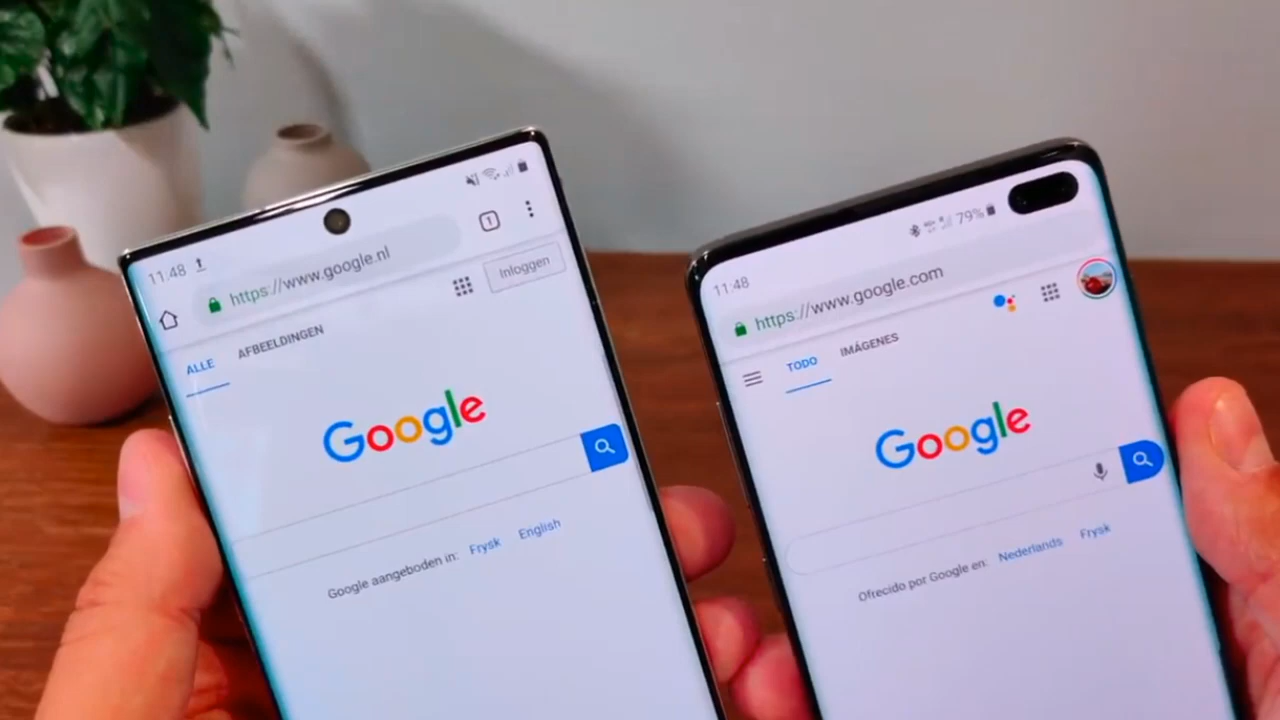 11:48
1
https://www.google.nl
Inloggen
ALLE AFBEELDINGEN
Google
Google aangeboden in: Frysk English
11:48
79%
https://www.google.com
TODO IMÁGENES
Google
Ofrecido por Google en: Nederlands Frysk